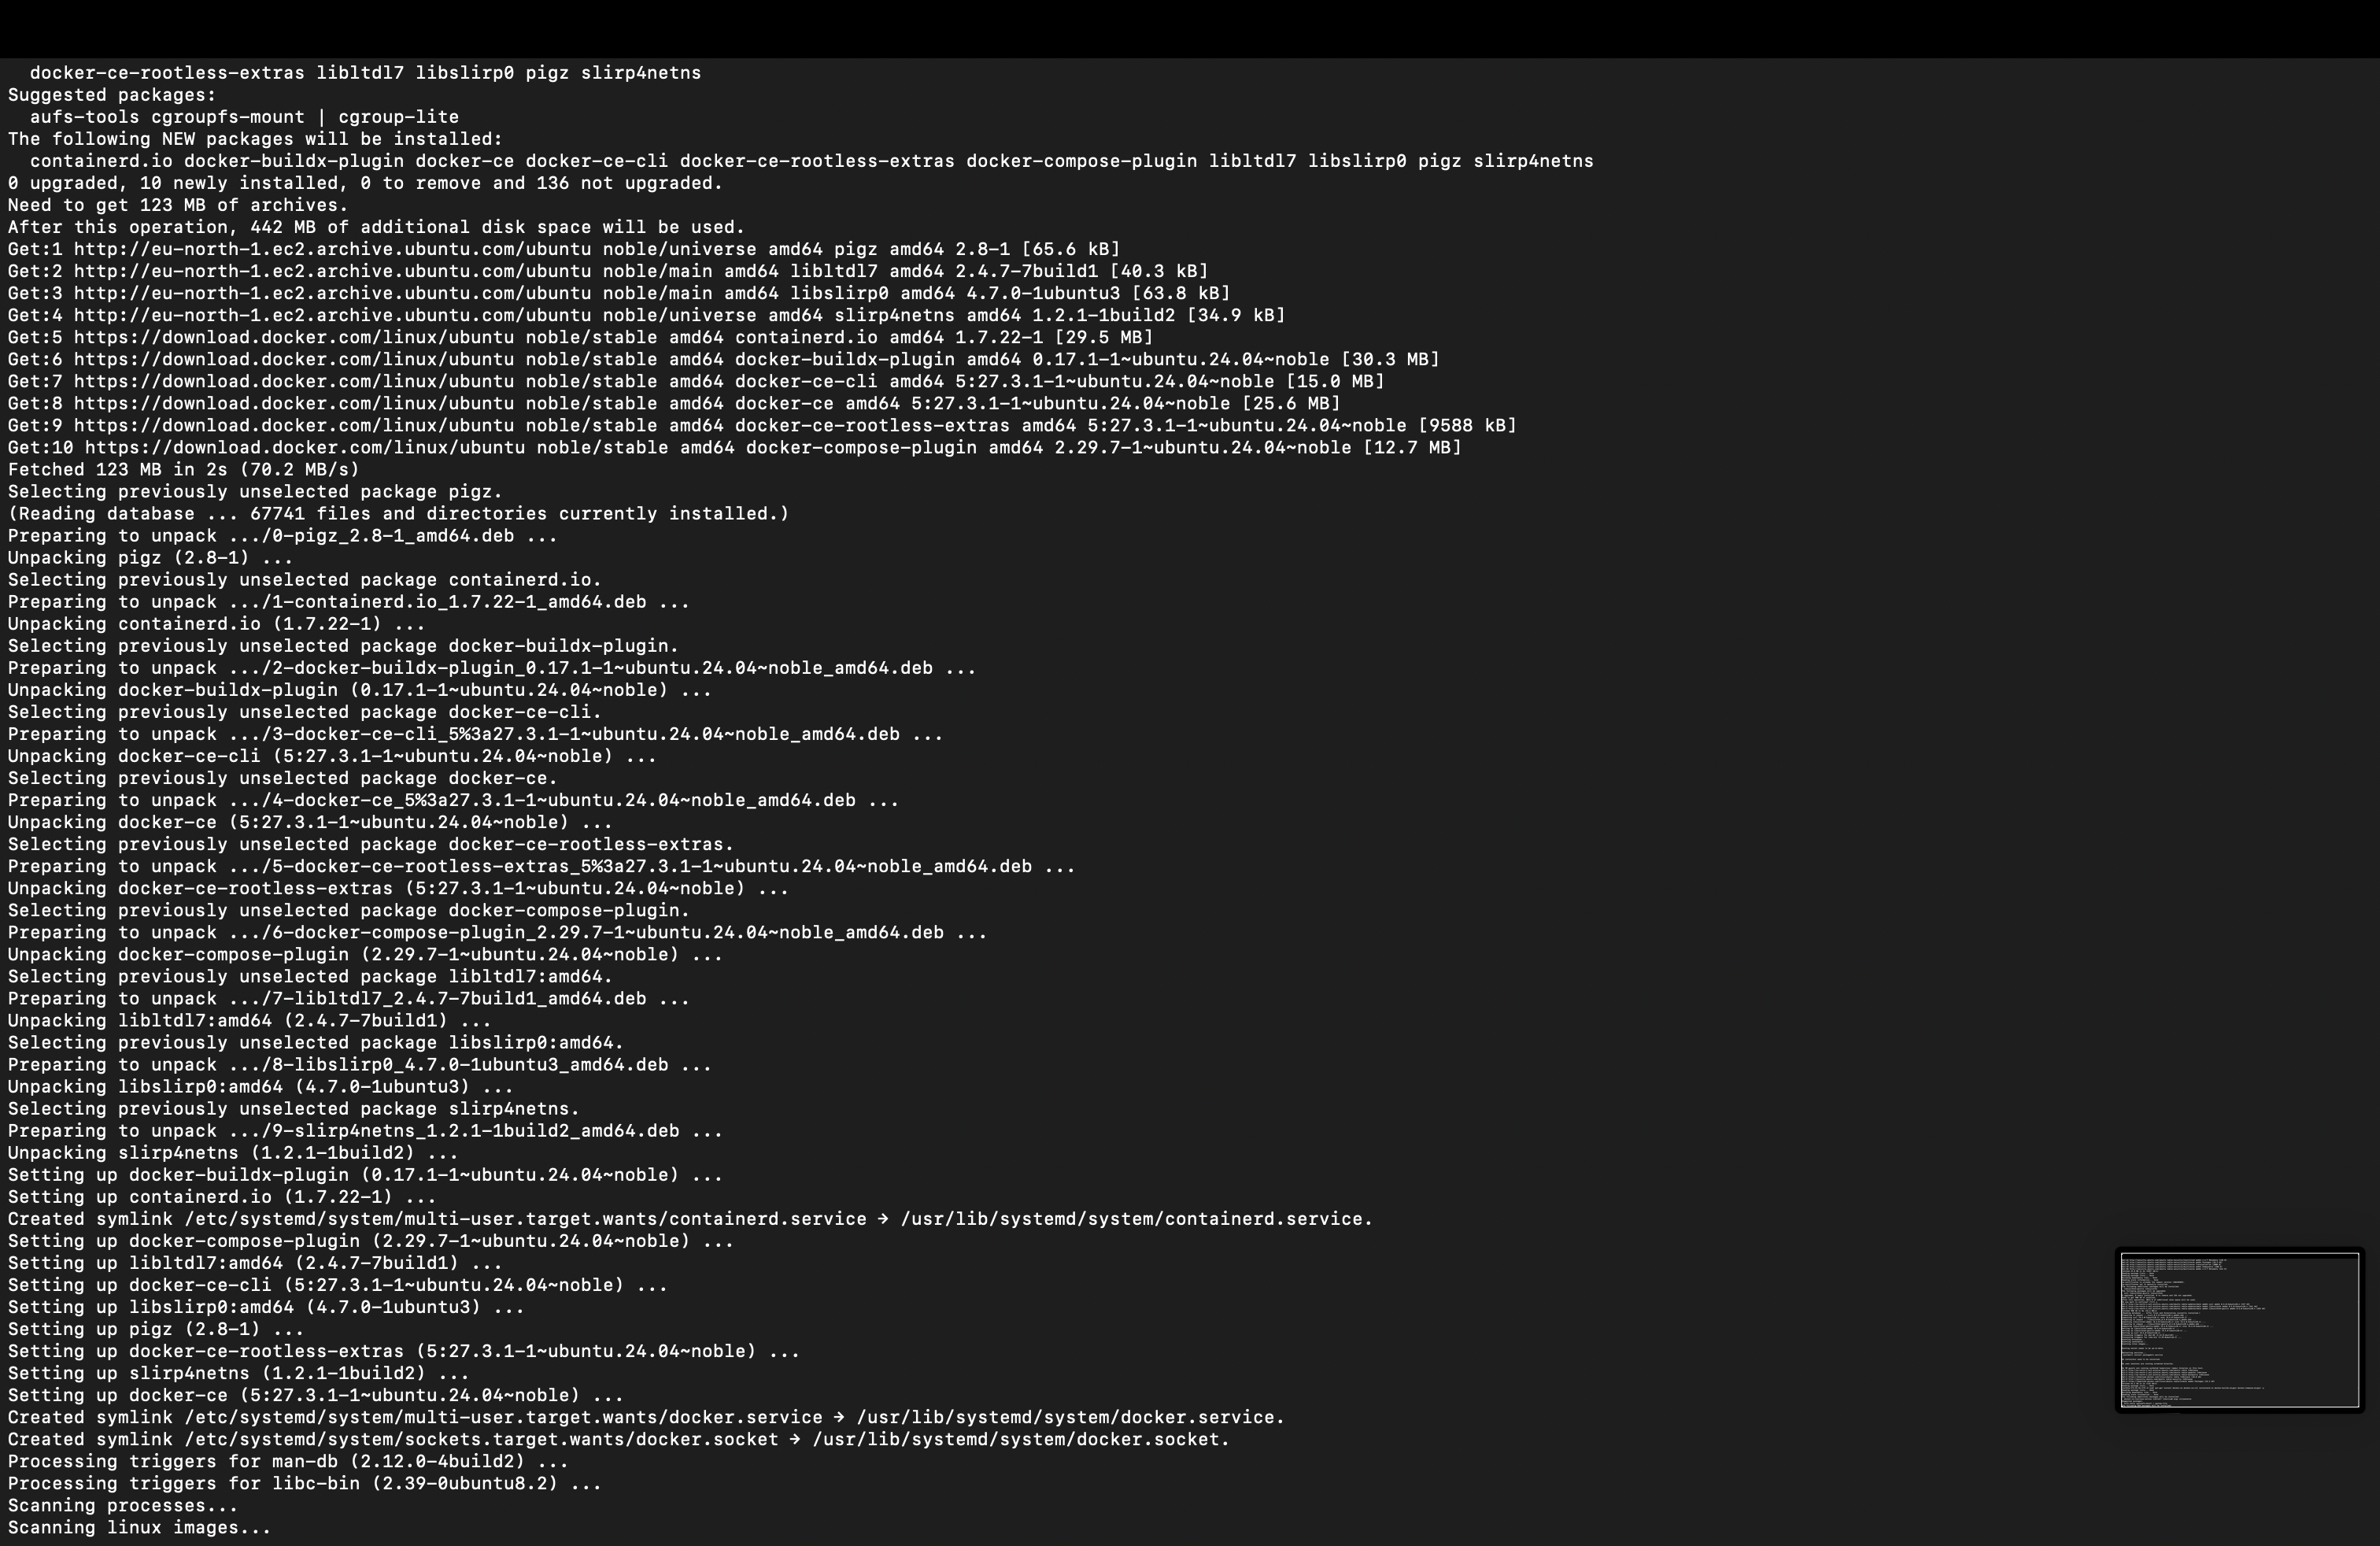 docker-ce-rootless-extras libltdl7 libslirp0 pigz slirp4netns
Suggested packages:
  aufs-tools cgroupfs-mount | cgroup-lite
The following NEW packages will be installed:
  containerd.io docker-buildx-plugin docker-ce docker-ce-cli docker-ce-rootless-extras docker-compose-plugin libltdl7 libslirp0 pigz slirp4netns
0 upgraded, 10 newly installed, 0 to remove and 136 not upgraded.
Need to get 123 MB of archives.
After this operation, 442 MB of additional disk space will be used.
Get:1 http://eu-north-1.ec2.archive.ubuntu.com/ubuntu noble/universe amd64 pigz amd64 2.8-1 [65.6 kB]
Get:2 http://eu-north-1.ec2.archive.ubuntu.com/ubuntu noble/main amd64 libltdl7 amd64 2.4.7-7build1 [40.3 kB]
Get:3 http://eu-north-1.ec2.archive.ubuntu.com/ubuntu noble/main amd64 libslirp0 amd64 4.7.0-1ubuntu3 [63.8 kB]
Get:4 http://eu-north-1.ec2.archive.ubuntu.com/ubuntu noble/universe amd64 slirp4netns amd64 1.2.1-1build2 [34.9 kB]
Get:5 https://download.docker.com/linux/ubuntu noble/stable amd64 containerd.io amd64 1.7.22-1 [29.5 MB]
Get:6 https://download.docker.com/linux/ubuntu noble/stable amd64 docker-buildx-plugin amd64 0.17.1-1~ubuntu.24.04~noble [30.3 MB]
Get:7 https://download.docker.com/linux/ubuntu noble/stable amd64 docker-ce-cli amd64 5:27.3.1-1~ubuntu.24.04~noble [15.0 MB]
Get:8 https://download.docker.com/linux/ubuntu noble/stable amd64 docker-ce amd64 5:27.3.1-1~ubuntu.24.04~noble [25.6 MB]
Get:9 https://download.docker.com/linux/ubuntu noble/stable amd64 docker-ce-rootless-extras amd64 5:27.3.1-1~ubuntu.24.04~noble [9588 kB]
Get:10 https://download.docker.com/linux/ubuntu noble/stable amd64 docker-compose-plugin amd64 2.29.7-1~ubuntu.24.04~noble [12.7 MB]
Fetched 123 MB in 2s (70.2 MB/s)
Selecting previously unselected package pigz.
(Reading database ... 67741 files and directories currently installed.)
Preparing to unpack .../0-pigz_2.8-1_amd64.deb ...
Unpacking pigz (2.8-1) ...
Selecting previously unselected package containerd.io.
Preparing to unpack .../1-containerd.io_1.7.22-1_amd64.deb ...
Unpacking containerd.io (1.7.22-1) ...
Selecting previously unselected package docker-buildx-plugin.
Preparing to unpack .../2-docker-buildx-plugin_0.17.1-1~ubuntu.24.04~noble_amd64.deb ...
Unpacking docker-buildx-plugin (0.17.1-1~ubuntu.24.04~noble) ...
Selecting previously unselected package docker-ce-cli.
Preparing to unpack .../3-docker-ce-cli_5%3a27.3.1-1~ubuntu.24.04~noble_amd64.deb ...
Unpacking docker-ce-cli (5:27.3.1-1~ubuntu.24.04~noble) ...
Selecting previously unselected package docker-ce.
Preparing to unpack .../4-docker-ce_5%3a27.3.1-1~ubuntu.24.04~noble_amd64.deb ...
Unpacking docker-ce (5:27.3.1-1~ubuntu.24.04~noble) ...
Selecting previously unselected package docker-ce-rootless-extras.
Preparing to unpack .../5-docker-ce-rootless-extras_5%3a27.3.1-1~ubuntu.24.04~noble_amd64.deb ...
Unpacking docker-ce-rootless-extras (5:27.3.1-1~ubuntu.24.04~noble) ...
Selecting previously unselected package docker-compose-plugin.
Preparing to unpack .../6-docker-compose-plugin_2.29.7-1~ubuntu.24.04~noble_amd64.deb ...
Unpacking docker-compose-plugin (2.29.7-1~ubuntu.24.04~noble) ...
Selecting previously unselected package libltdl7:amd64.
Preparing to unpack .../7-libltdl7_2.4.7-7build1_amd64.deb ...
Unpacking libltdl7:amd64 (2.4.7-7build1) ...
Selecting previously unselected package libslirp0:amd64.
Preparing to unpack .../8-libslirp0_4.7.0-1ubuntu3_amd64.deb ...
Unpacking libslirp0:amd64 (4.7.0-1ubuntu3) ...
Selecting previously unselected package slirp4netns.
Preparing to unpack .../9-slirp4netns_1.2.1-1build2_amd64.deb ...
Unpacking slirp4netns (1.2.1-1build2) ...
Setting up docker-buildx-plugin (0.17.1-1~ubuntu.24.04~noble) ...
Setting up containerd.io (1.7.22-1) ...
Created symlink /etc/systemd/system/multi-user.target.wants/containerd.service → /usr/lib/systemd/system/containerd.service.
Setting up docker-compose-plugin (2.29.7-1~ubuntu.24.04~noble) ...
Setting up libltdl7:amd64 (2.4.7-7build1) ...
Setting up docker-ce-cli (5:27.3.1-1~ubuntu.24.04~noble) ...
Setting up libslirp0:amd64 (4.7.0-1ubuntu3) ...
Setting up pigz (2.8-1) ...
Setting up docker-ce-rootless-extras (5:27.3.1-1~ubuntu.24.04~noble) ...
Setting up slirp4netns (1.2.1-1build2) ...
Setting up docker-ce (5:27.3.1-1~ubuntu.24.04~noble) ...
Created symlink /etc/systemd/system/multi-user.target.wants/docker.service → /usr/lib/systemd/system/docker.service.
Created symlink /etc/systemd/system/sockets.target.wants/docker.socket → /usr/lib/systemd/system/docker.socket.
Processing triggers for man-db (2.12.0-4build2) ...
Processing triggers for libc-bin (2.39-0ubuntu8.2) ...
Scanning processes...
Scanning linux images...